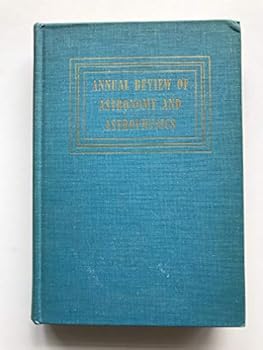 ANNUAL REVIEW OF
ASTRONOMY AND
ASTROPHYSICS